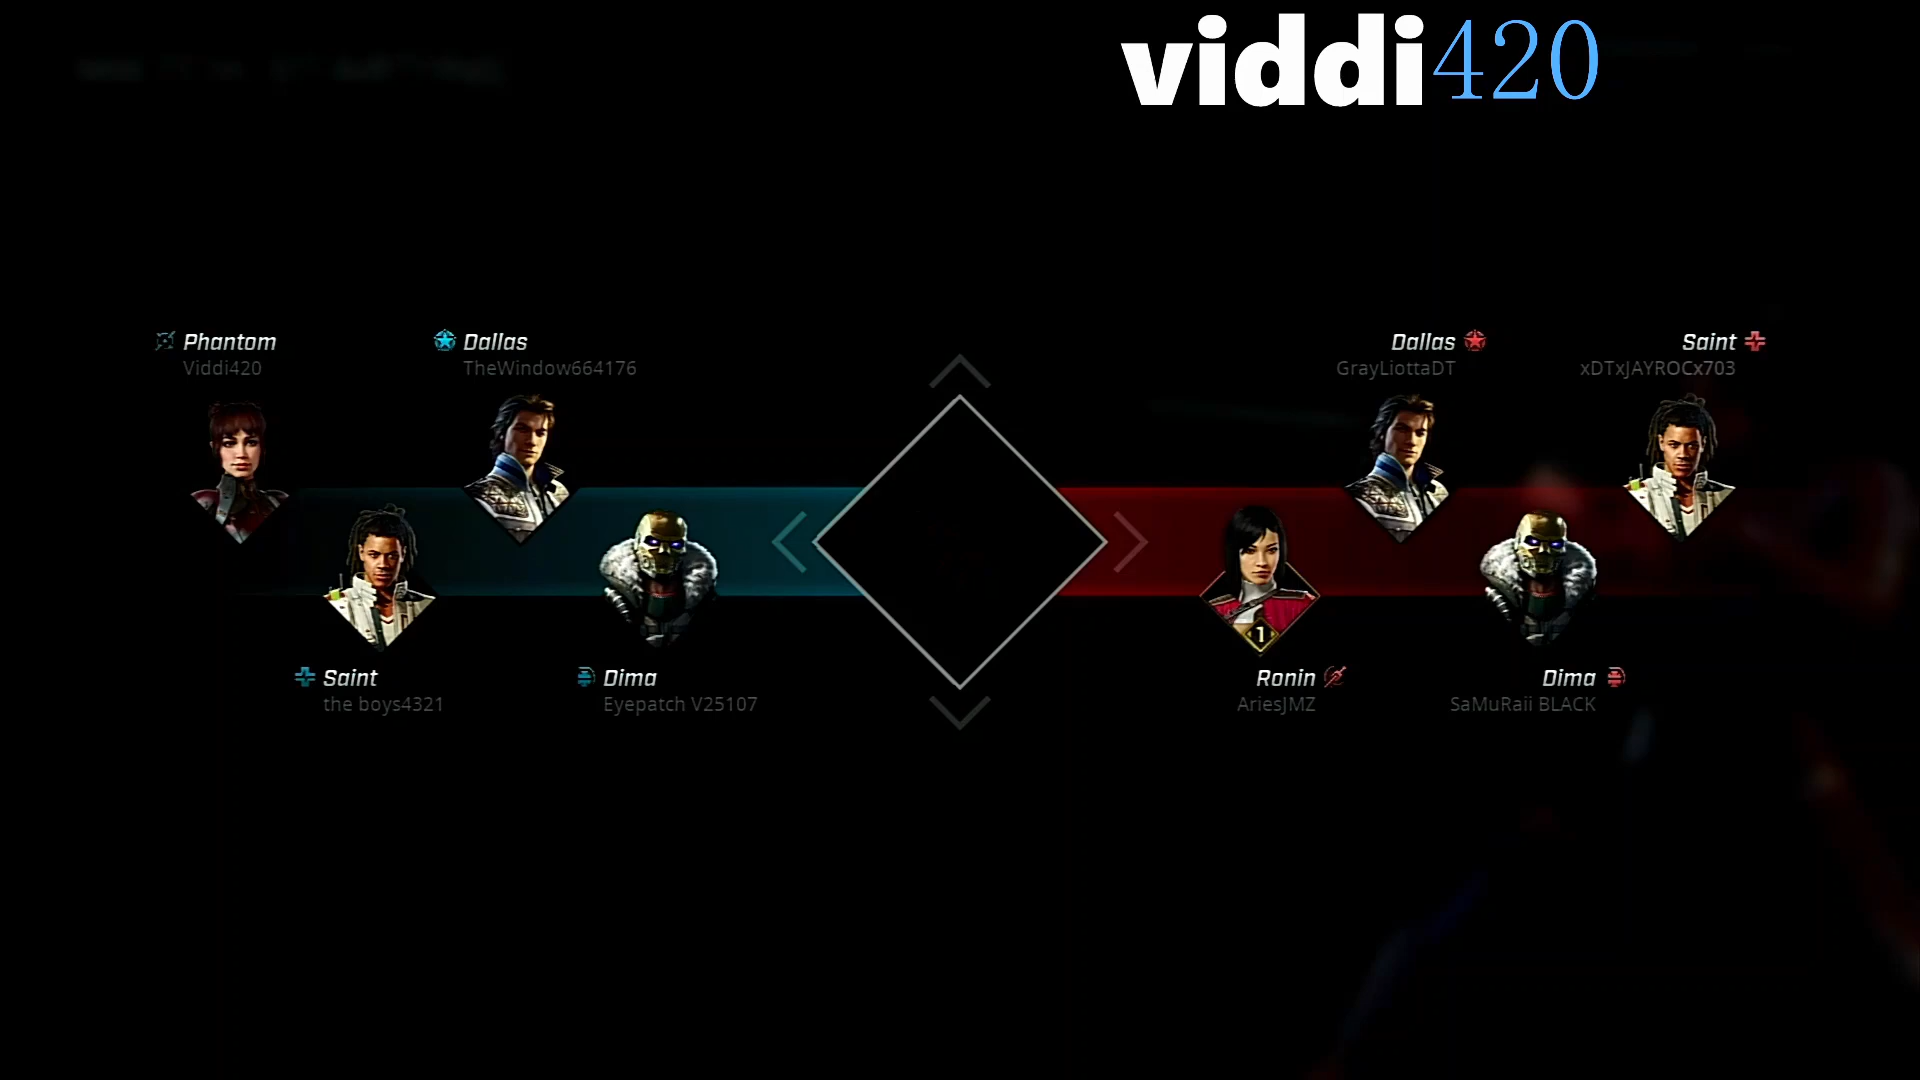 viddi420
Phantom
Viddi420
Dallas
TheWindow664176
Dallas
GrayLiottaDT
Saint
xDTxJAYROCx703
1
Saint
the boys4321
Dima
Eyepatch V25107
Ronin
AriesJMZ
Dima
SaMuRaii BLACK